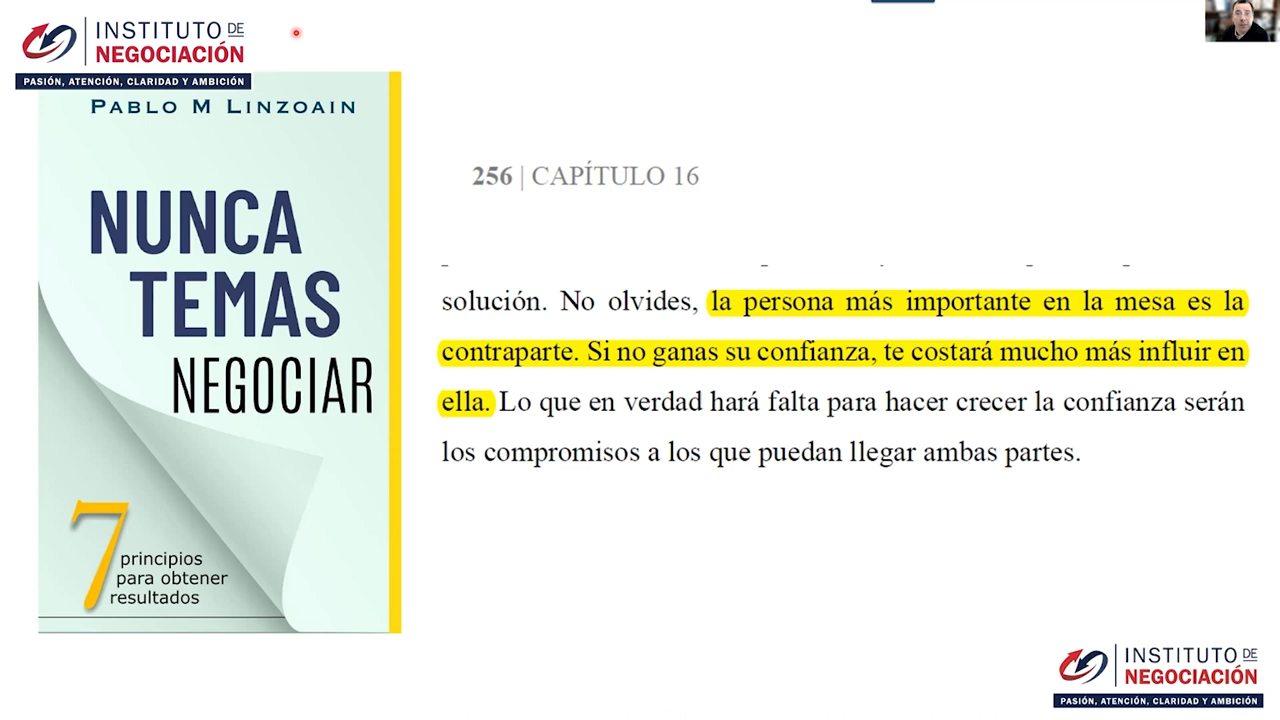 INSTITUTO DE
NEGOCIACIÓN
PASIÓN, ATENCIÓN, CLARIDAD Y AMBICIÓN
PABLO M LINZOAIN
NUNCA
TEMAS
NEGOCIAR
7
principios
para obtener
resultados
256 | CAPÍTULO 16
solución. No olvides, la persona más importante en la mesa es la
contraparte. Si no ganas su confianza, te costará mucho más influir en
ella. Lo que en verdad hará falta para hacer crecer la confianza serán
los compromisos a los que puedan llegar ambas partes.
INSTITUTO DE
NEGOCIACIÓN
PASIÓN, ATENCIÓN, CLARIDAD Y AMBICIÓN